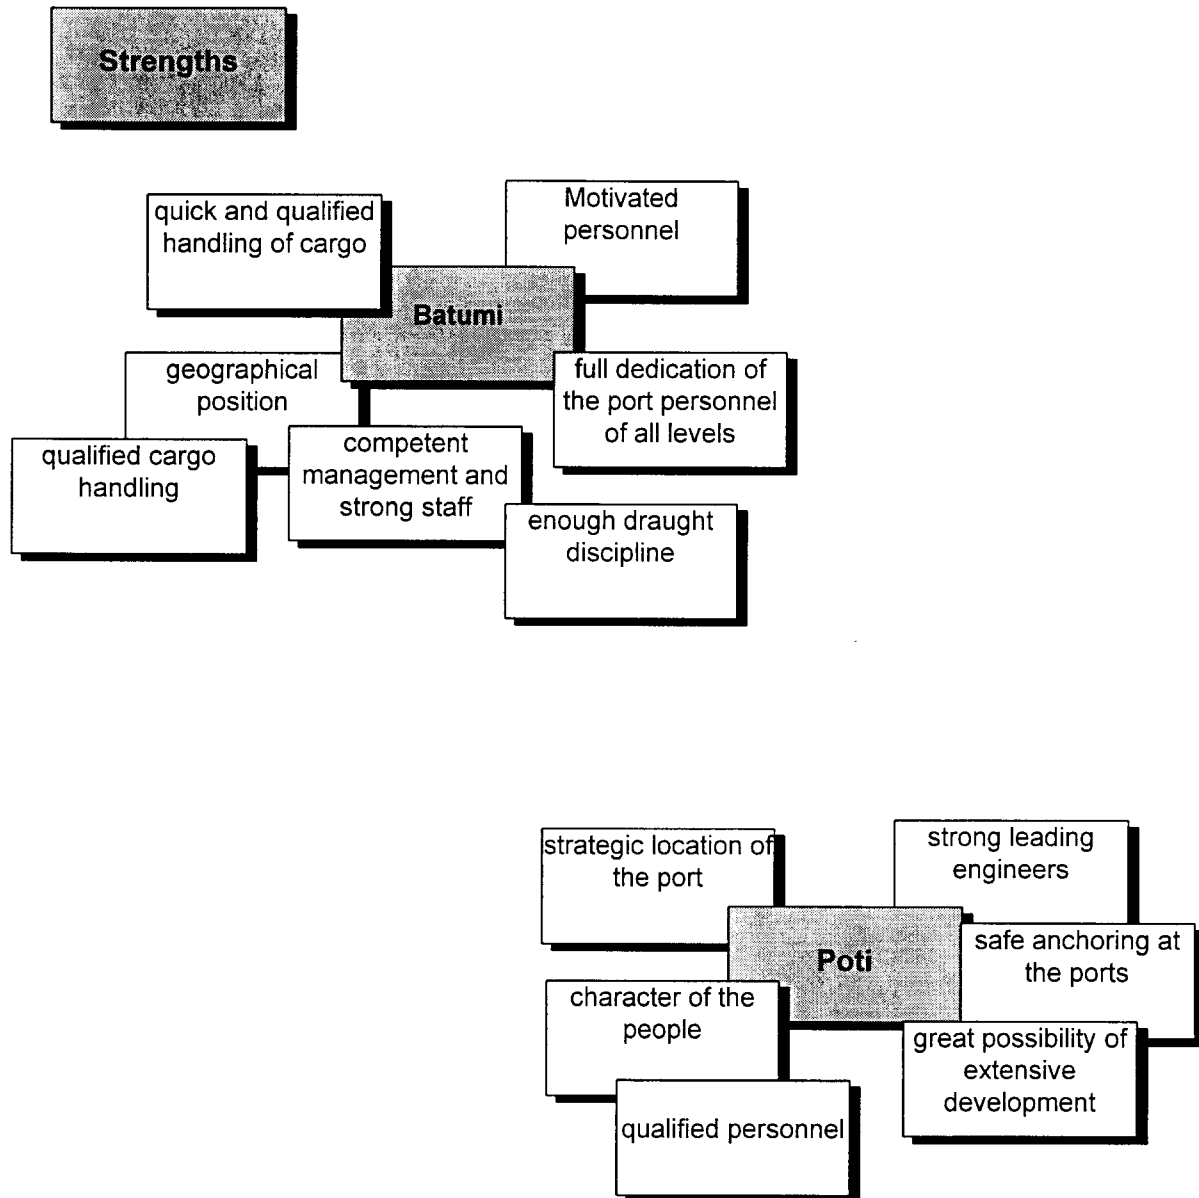 Strengths
quick and qualified
handling of cargo
Motivated
personnel
Batumi
geographical
position
full dedication of
the port personnel
of all levels
qualified cargo
handling
competent
management and
strong staff
enough draught
discipline
strategic location of
the port
strong leading
engineers
Poti
safe anchoring at
the ports
character of the
people
great possibility of
extensive
development
qualified personnel